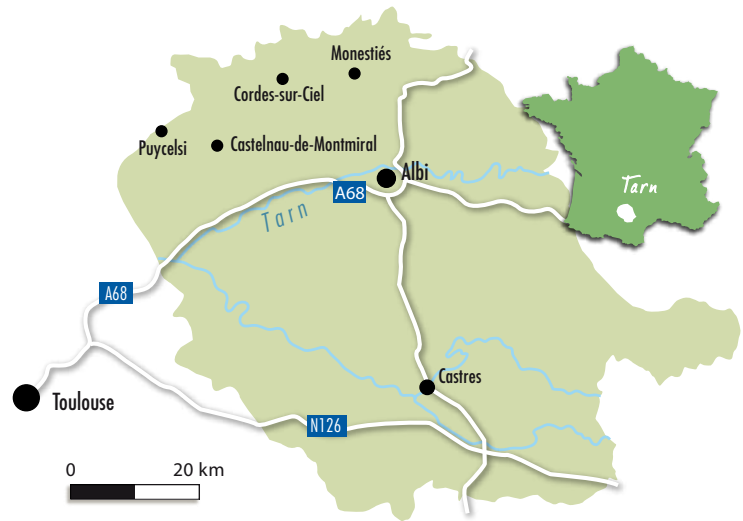 Monestiés
Cordes-sur-Ciel
Puycelsi
Castelnau-de-Montmiral
Albi
A68
Tarn
Tarn
A68
Castres
Toulouse
N126
0 20 km